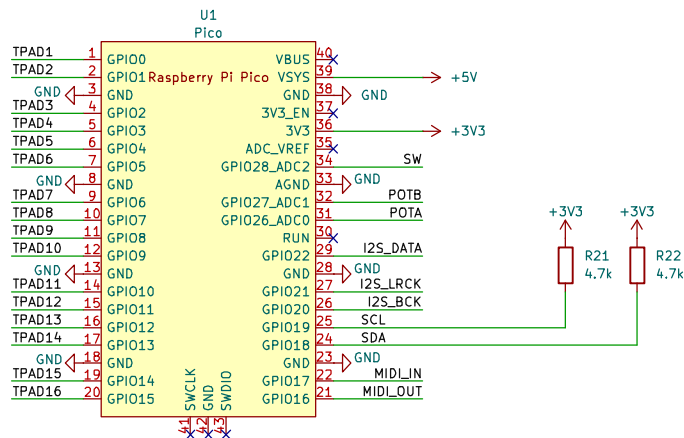 U1
Pico
TPAD1 1 GPIO0 VBUS 40
TPAD2 2 GPIO1 Raspberry Pi Pico VSYS 39 +5V
GND 3 GND GND 38 GND
TPAD3 4 GPIO2 3V3_EN 37
TPAD4 5 GPIO3 3V3 36 +3V3
TPAD5 6 GPIO4 ADC_VREF 35
TPAD6 7 GPIO5 GPIO28_ADC2 34 SW
GND 8 GND AGND 33 GND
TPAD7 9 GPIO6 GPIO27_ADC1 32 POTB
TPAD8 10 GPIO7 GPIO26_ADC0 31 POTA
+3V3 +3V3
TPAD9 11 GPIO8 RUN 30
TPAD10 12 GPIO9 GPIO22 29 I2S_DATA
R21 R22
GND 13 GND GND 28 GND
4.7k 4.7k
TPAD11 14 GPIO10 GPIO21 27 I2S_LRCK
TPAD12 15 GPIO11 GPIO20 26 I2S_BCK
TPAD13 16 GPIO12 GPIO19 25 SCL
TPAD14 17 GPIO13 GPIO18 24 SDA
GND 18 GND GND 23 GND
TPAD15 19 GPIO14 GPIO17 22 MIDI_IN
TPAD16 20 GPIO15 GPIO16 21 MIDI_OUT
SWCLK GND SWDIO
41 42 43